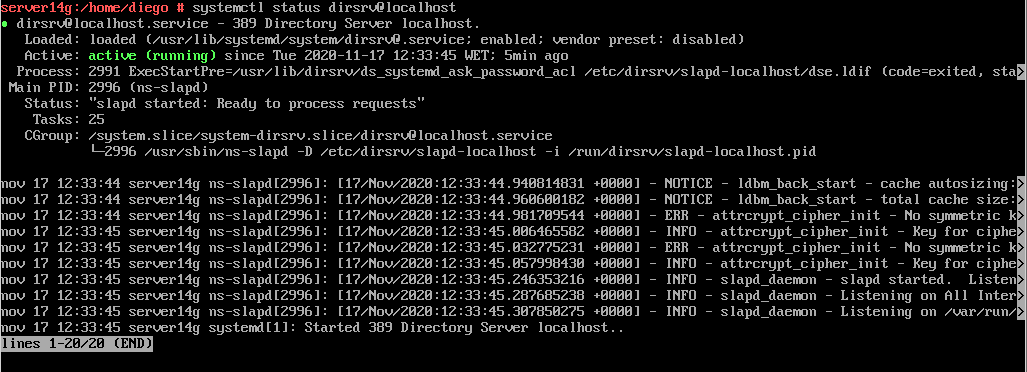 server14g:/home/diego # systemctl status dirsrv@localhost
● dirsrv@localhost.service - 389 Directory Server localhost.
Loaded: loaded (/usr/lib/systemd/system/dirsrv@.service; enabled; vendor preset: disabled)
Active: active (running) since Tue 2020-11-17 12:33:45 WET; 5min ago
Process: 2991 ExecStartPre=/usr/lib/dirsrv/ds_systemd_ask_password_acl /etc/dirsrv/slapd-localhost/dse.ldif (code=exited, sta>
Main PID: 2996 (ns-slapd)
Status: "slapd started: Ready to process requests"
Tasks: 25
CGroup: /system.slice/system-dirsrv.slice/dirsrv@localhost.service
└─2996 /usr/sbin/ns-slapd -D /etc/dirsrv/slapd-localhost -i /run/dirsrv/slapd-localhost.pid
nov 17 12:33:44 server14g ns-slapd[2996]: [17/Nov/2020:12:33:44.940814831 +0000] - NOTICE - ldbm_back_start - cache autosizing:>
nov 17 12:33:44 server14g ns-slapd[2996]: [17/Nov/2020:12:33:44.960600182 +0000] - NOTICE - ldbm_back_start - total cache size:>
nov 17 12:33:44 server14g ns-slapd[2996]: [17/Nov/2020:12:33:44.981709544 +0000] - ERR - attrcrypt_cipher_init - No symmetric k>
nov 17 12:33:45 server14g ns-slapd[2996]: [17/Nov/2020:12:33:45.006465582 +0000] - INFO - attrcrypt_cipher_init - Key for ciphe>
nov 17 12:33:45 server14g ns-slapd[2996]: [17/Nov/2020:12:33:45.032775231 +0000] - ERR - attrcrypt_cipher_init - No symmetric k>
nov 17 12:33:45 server14g ns-slapd[2996]: [17/Nov/2020:12:33:45.057998430 +0000] - INFO - attrcrypt_cipher_init - Key for ciphe>
nov 17 12:33:45 server14g ns-slapd[2996]: [17/Nov/2020:12:33:45.246353216 +0000] - INFO - slapd_daemon - slapd started.  Listen>
nov 17 12:33:45 server14g ns-slapd[2996]: [17/Nov/2020:12:33:45.287685238 +0000] - INFO - slapd_daemon - Listening on All Inter>
nov 17 12:33:45 server14g ns-slapd[2996]: [17/Nov/2020:12:33:45.307850275 +0000] - INFO - slapd_daemon - Listening on /var/run/>
nov 17 12:33:45 server14g systemd[1]: Started 389 Directory Server localhost..
lines 1-20/20 (END)